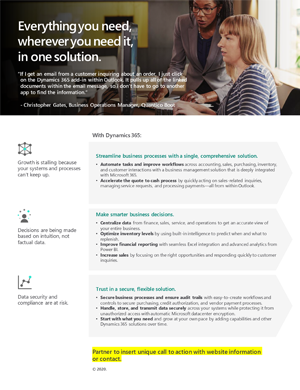 Everything you need,
wherever you need it,
in one solution.
"If I get an email from a customer inquiring about an order, I just click
on the Dynamics 365 add-in within Outlook. It pulls up all of the linked
documents within the email message, so I don't have to go to another
app to find the information."
- Christopher Gates, Business Operations Manager, Quantico Boot
With Dynamics 365:
Growth is stalling because
your systems and processes
can't keep up.
Streamline business processes with a single, comprehensive solution.
• Automate tasks and improve workflows across accounting, sales, purchasing, inventory,
and customer interactions with a business management solution that is deeply integrated
with Microsoft 365.
• Accelerate the quote-to-cash process by quickly acting on sales-related inquiries,
managing service requests, and processing payments—all from within Outlook.
Decisions are being made
based on intuition, not
factual data.
Make smarter business decisions.
• Centralize data from finance, sales, service, and operations to get an accurate view of
your entire business.
• Optimize inventory levels by using built-in intelligence to predict when and what to
replenish.
• Improve financial reporting with seamless Excel integration and advanced analytics from
Power BI.
• Increase sales by focusing on the right opportunities and responding quickly to customer
inquiries.
Data security and
compliance are at risk.
Trust in a secure, flexible solution.
• Secure business processes and ensure audit trails with easy-to-create workflows and
controls to secure purchasing, credit authorization, and vendor payment processes.
• Handle, store, and transmit data securely across your systems while protecting it from
unauthorized access with automatic Microsoft datacenter encryption.
• Start with what you need and grow at your own pace by adding capabilities and other
Dynamics 365 solutions over time.
Partner to insert unique call to action with website information
or contact.
© 2020